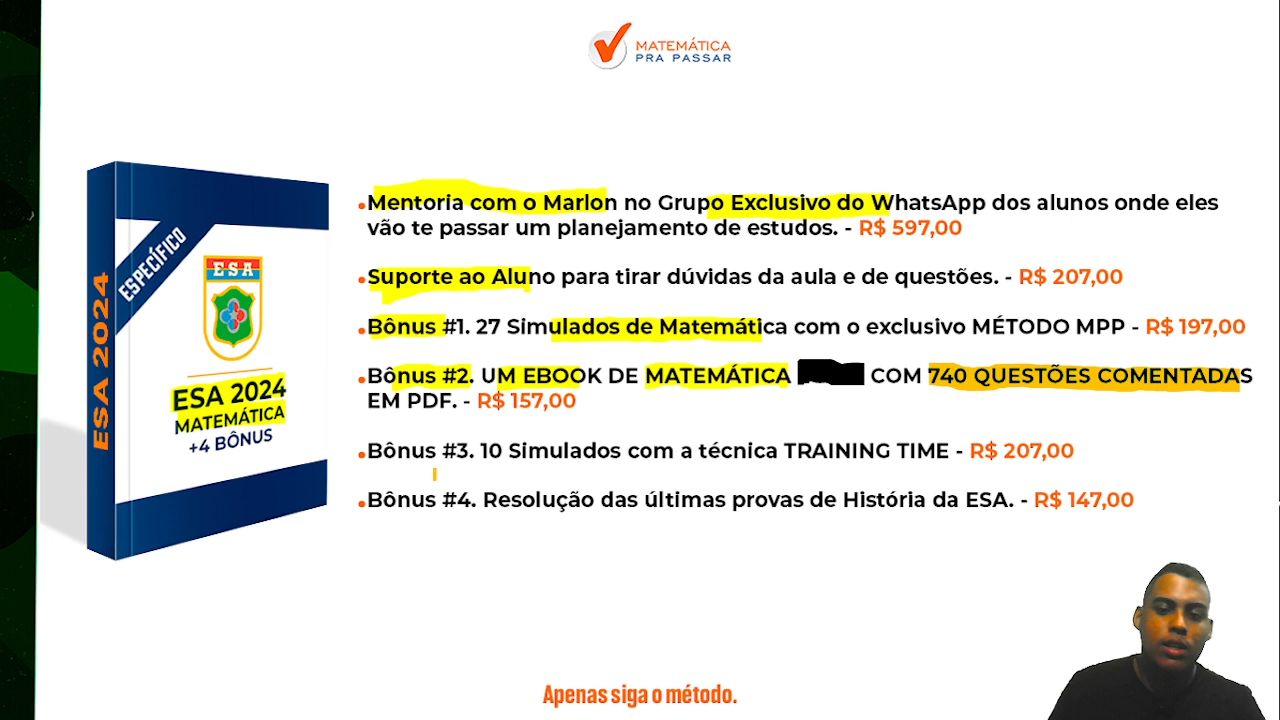 MATEMÁTICA
PRA PASSAR
ESA 2024
ESPECÍFICO
ESA
ESA 2024
MATEMÁTICA
+4 BÔNUS
•Mentoria com o Marlon no Grupo Exclusivo do WhatsApp dos alunos onde eles
vão te passar um planejamento de estudos. - R$ 597,00
•Suporte ao Aluno para tirar dúvidas da aula e de questões. - R$ 207,00
•Bônus #1. 27 Simulados de Matemática com o exclusivo MÉTODO MPP - R$ 197,00
•Bônus #2. UM EBOOK DE MATEMÁTICA COM 740 QUESTÕES COMENTADAS
EM PDF. - R$ 157,00
•Bônus #3. 10 Simulados com a técnica TRAINING TIME - R$ 207,00
•Bônus #4. Resolução das últimas provas de História da ESA. - R$ 147,00
Apenas siga o método.